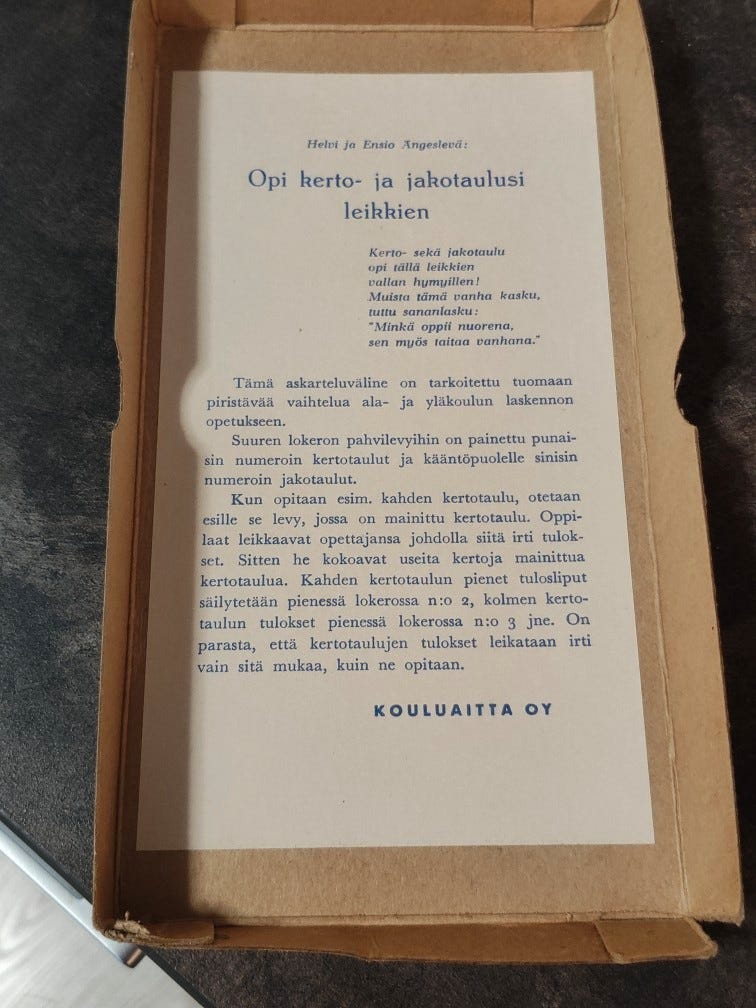 Helvi ja Ensio Ängeslevä:
Opi kerto- ja jakotaulusi
leikkien
Kerto- sekä jakotaulu
opi tällä leikkien
vallan hymyillen!
Muista tämä vanha kasku,
tuttu sananlasku:
"Minkä oppii nuorena,
sen myös taitaa vanhana."
Tämä askarteluväline on tarkoitettu tuomaan
piristävää vaihtelua ala- ja yläkoulun laskennon
opetukseen.
Suuren lokeron pahvilevyihin on painettu punai-
sin numeroin kertotaulut ja kääntöpuolelle sinisin
numeroin jakotaulut.
Kun opitaan esim. kahden kertotaulu, otetaan
esille se levy, jossa on mainittu kertotaulu. Oppi-
laat leikkaavat opettajansa johdolla siitä irti tulok-
set. Sitten he kokoavat useita kertoja mainittua
kertotaulua. Kahden kertotaulun pienet tulosliput
säilytetään pienessä lokerossa n:o 2, kolmen kerto-
taulun tulokset pienessä lokerossa n:o 3 jne. On
parasta, että kertotaulujen tulokset leikataan irti
vain sitä mukaa, kuin ne opitaan.
KOULUAITTA OY